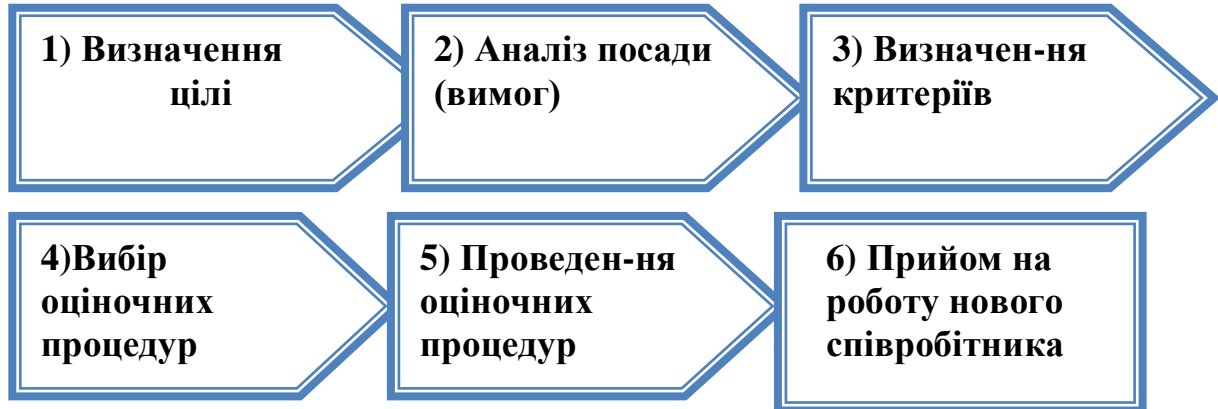 1) Визначення
цілі
2) Аналіз посади
(вимог)
3) Визначен-ня
критеріїв
4)Вибір
оціночних
процедур
5) Проведен-ня
оціночних
процедур
6) Прийом на
роботу нового
співробітника